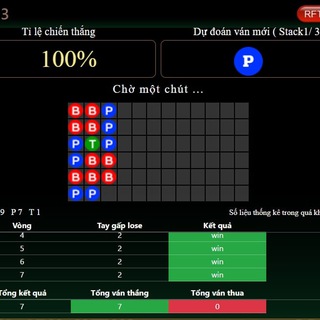 3
RFT
Tỉ lệ chiến thắng
Dự đoán ván mới ( Stack1/ 3
100%
P
Chờ một chút ...
B B P
B B P
P T P
P B B
B B B
P P
9 P7 T1
Số liệu thống kê trong quá kh
Vòng Tay gấp lose Kết quả
4 2 win
5 2 win
6 2 win
7 2 win
Tổng kết quả Tổng ván thắng Tổng ván thua
7 7 0